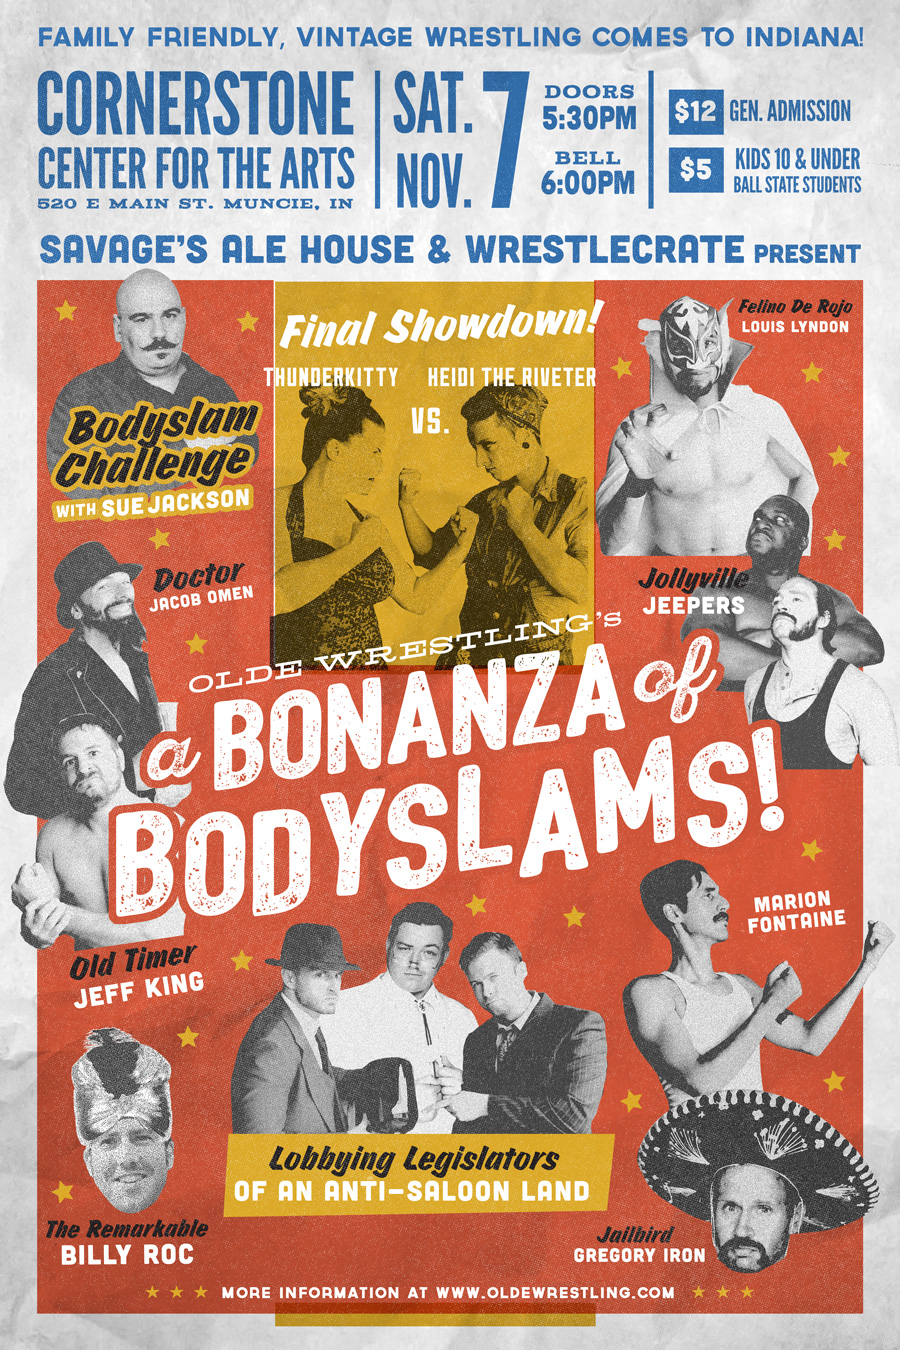 FAMILY FRIENDLY, VINTAGE WRESTLING COMES TO INDIANA!
CORNERSTONE
CENTER FOR THE ARTS
520 E MAIN ST. MUNCIE, IN
SAT.
NOV.
7
DOORS
5:30PM
BELL
6:00PM
$12 GEN. ADMISSION
$5 KIDS 10 & UNDER
BALL STATE STUDENTS
SAVAGE'S ALE HOUSE & WRESTLECRATE PRESENT
Final Showdown!
THUNDERKITTY
VS.
HEIDI THE RIVETER
Felino De Rojo
LOUIS LYNDON
Bodyslam
Challenge
WITH SUE JACKSON
Doctor
JACOB OMEN
Jollyville
JEEPERS
OLDE WRESTLING'S
a BONANZA of
BODYSLAMS!
MARION
FONTAINE
Old Timer
JEFF KING
Lobbying Legislators
OF AN ANTI-SALOON LAND
The Remarkable
BILLY ROC
Jailbird
GREGORY IRON
MORE INFORMATION AT WWW.OLDEWRESTLING.COM